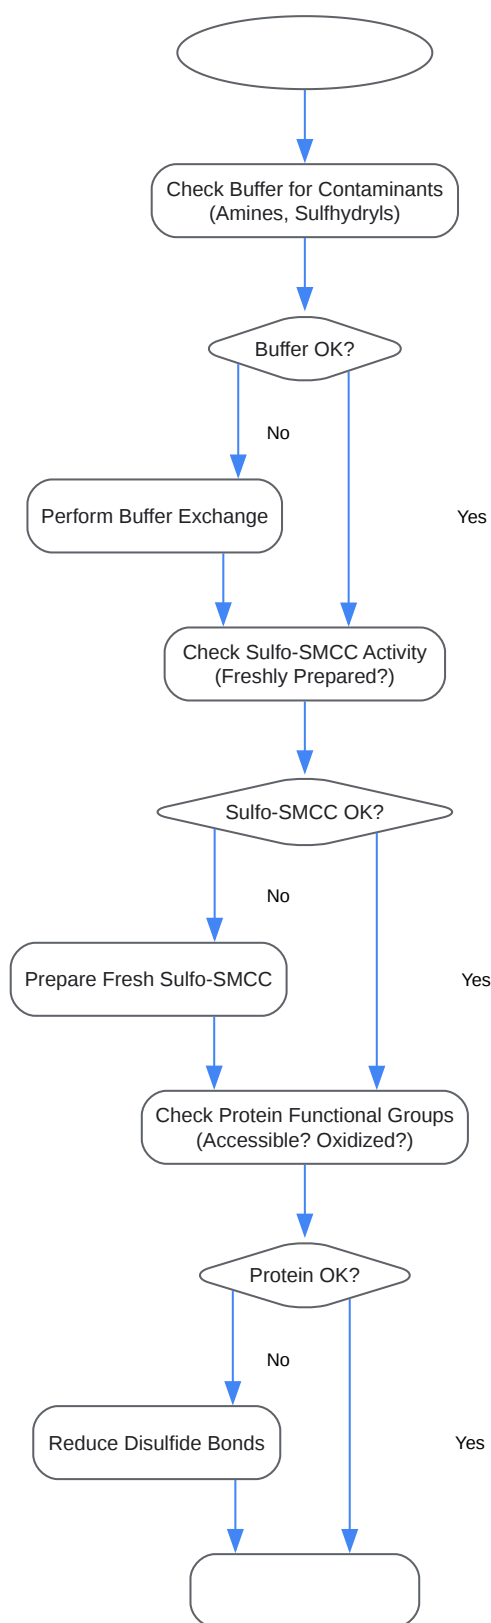 Check Buffer for Contaminants
(Amines, Sulfhydryls)
Buffer OK?
No
Perform Buffer Exchange
Yes
Check Sulfo-SMCC Activity
(Freshly Prepared?)
Sulfo-SMCC OK?
No
Prepare Fresh Sulfo-SMCC
Yes
Check Protein Functional Groups
(Accessible? Oxidized?)
Protein OK?
No
Reduce Disulfide Bonds
Yes